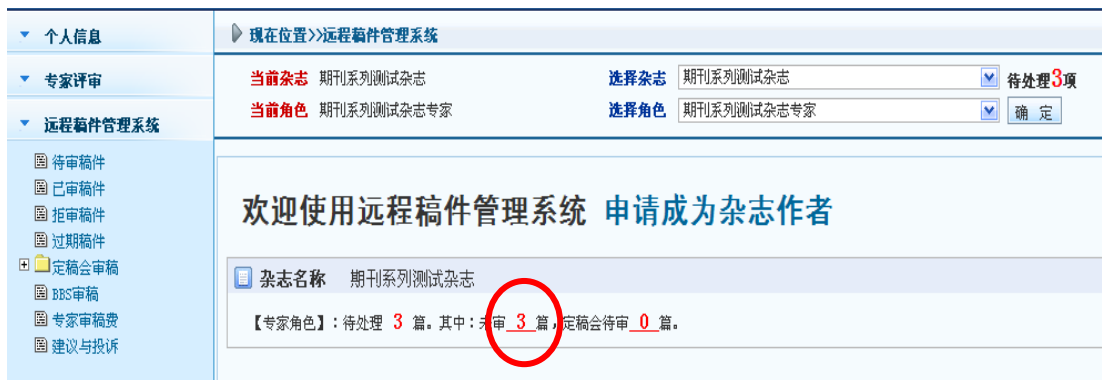 个人信息
专家评审
远程稿件管理系统
待审稿件
已审稿件
拒审稿件
过期稿件
定稿会审稿
BBS审稿
专家审稿费
建议与投诉
现在位置>>远程稿件管理系统
当前杂志 期刊系列测试杂志 选择杂志 期刊系列测试杂志 待处理3项
当前角色 期刊系列测试杂志专家 选择角色 期刊系列测试杂志专家 确 定
欢迎使用远程稿件管理系统 申请成为杂志作者
杂志名称 期刊系列测试杂志
【专家角色】:待处理 3 篇。其中:未审 3 篇,定稿会待审 0 篇。